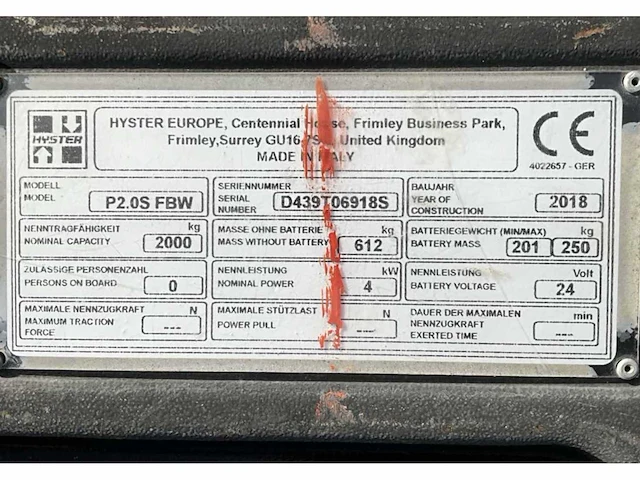 HYSTER
HYSTER EUROPE, Centennial House, Frimley Business Park,
Frimley, Surrey GU16 United Kingdom
MADE IN ITALY
CE
4022657 - GER
MODELL
MODEL
P2.0S FBW
SERIENNUMMER
SERIAL
NUMBER
D439T06918S
BAUJAHR
YEAR OF
CONSTRUCTION
2018
NENNTRAGFÄHIGKEIT kg
NOMINAL CAPACITY 2000
MASSE OHNE BATTERIE kg
MASS WITHOUT BATTERY 612
BATTERIEGEWICHT (MIN/MAX) kg
BATTERY MASS 201 250
ZULÄSSIGE PERSONENZAHL
PERSONS ON BOARD 0
NENNLEISTUNG kW
NOMINAL POWER 4
NENNLEISTUNG Volt
BATTERY VOLTAGE 24
MAXIMALE NENNZUGKRAFT N
MAXIMUM TRACTION
FORCE ---
MAXIMALE STÜTZLAST N
POWER PULL ---
DAUER DER MAXIMALEN min
NENNZUGKRAFT
EXERTED TIME ---